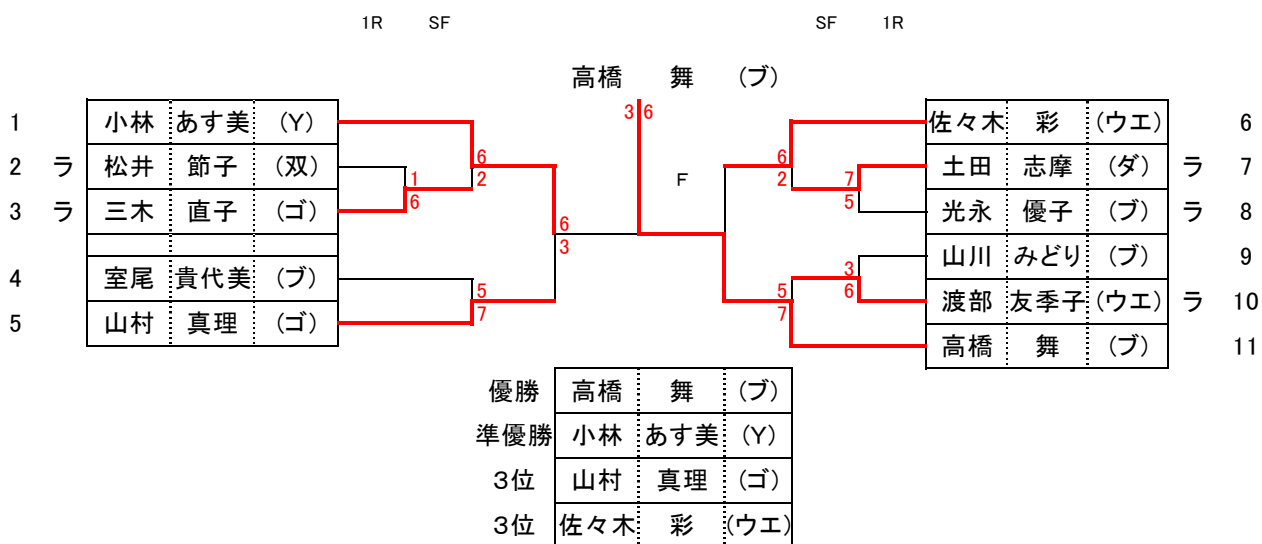 1R SF SF 1R
高橋 舞 (ブ)
3 6
1 小林 あす美 (Y) 佐々木 彩 (ウエ) 6
6 6
2 ラ 松井 節子 (双) 土田 志摩 (ダ) ラ 7
1 2 F 2 7
3 ラ 三木 直子 (ゴ) 光永 優子 (ブ) ラ 8
6 5
6
山川 みどり (ブ) 9
3
4 室尾 貴代美 (ブ) 渡部 友季子 (ウエ) ラ 10
3
5 5 6
5 山村 真理 (ゴ) 高橋 舞 (ブ) 11
7 7
優勝 高橋 舞 (ブ)
準優勝 小林 あす美 (Y)
3位 山村 真理 (ゴ)
3位 佐々木 彩 (ウエ)